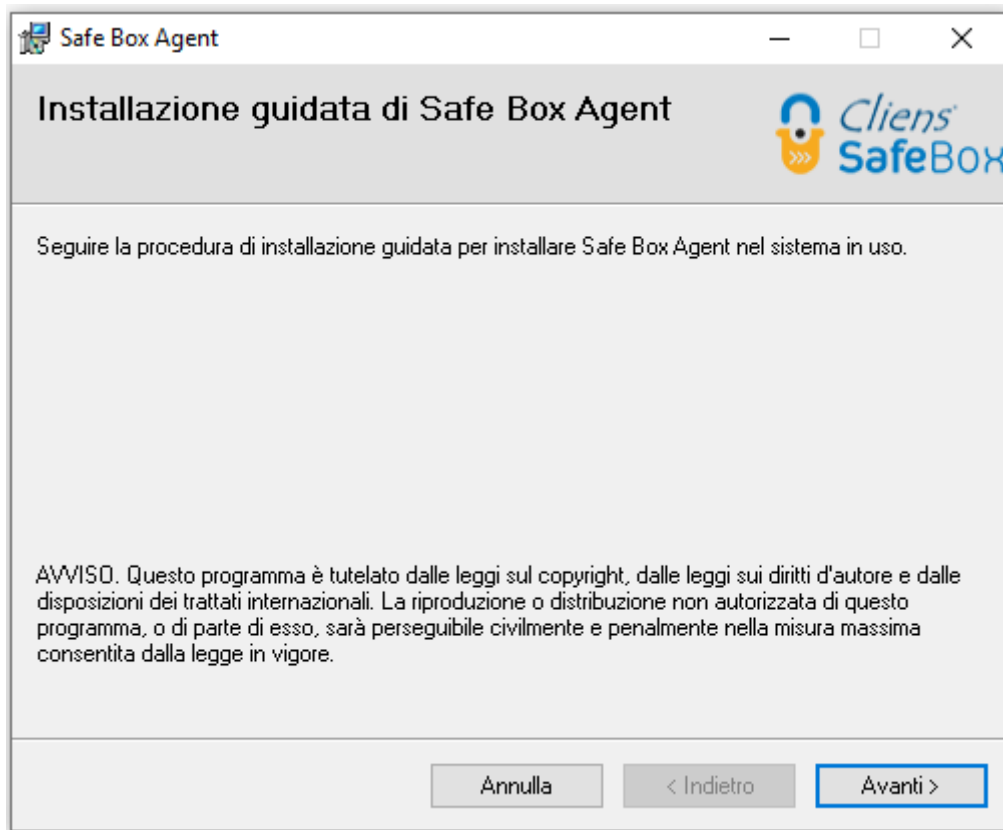 Safe Box Agent
Installazione guidata di Safe Box Agent
Cliens
SafeBox
Seguire la procedura di installazione guidata per installare Safe Box Agent nel sistema in uso.
AVVISO. Questo programma è tutelato dalle leggi sul copyright, dalle leggi sui diritti d'autore e dalle
disposizioni dei trattati internazionali. La riproduzione o distribuzione non autorizzata di questo
programma, o di parte di esso, sarà perseguibile civilmente e penalmente nella misura massima
consentita dalla legge in vigore.
Annulla
< Indietro
Avanti >